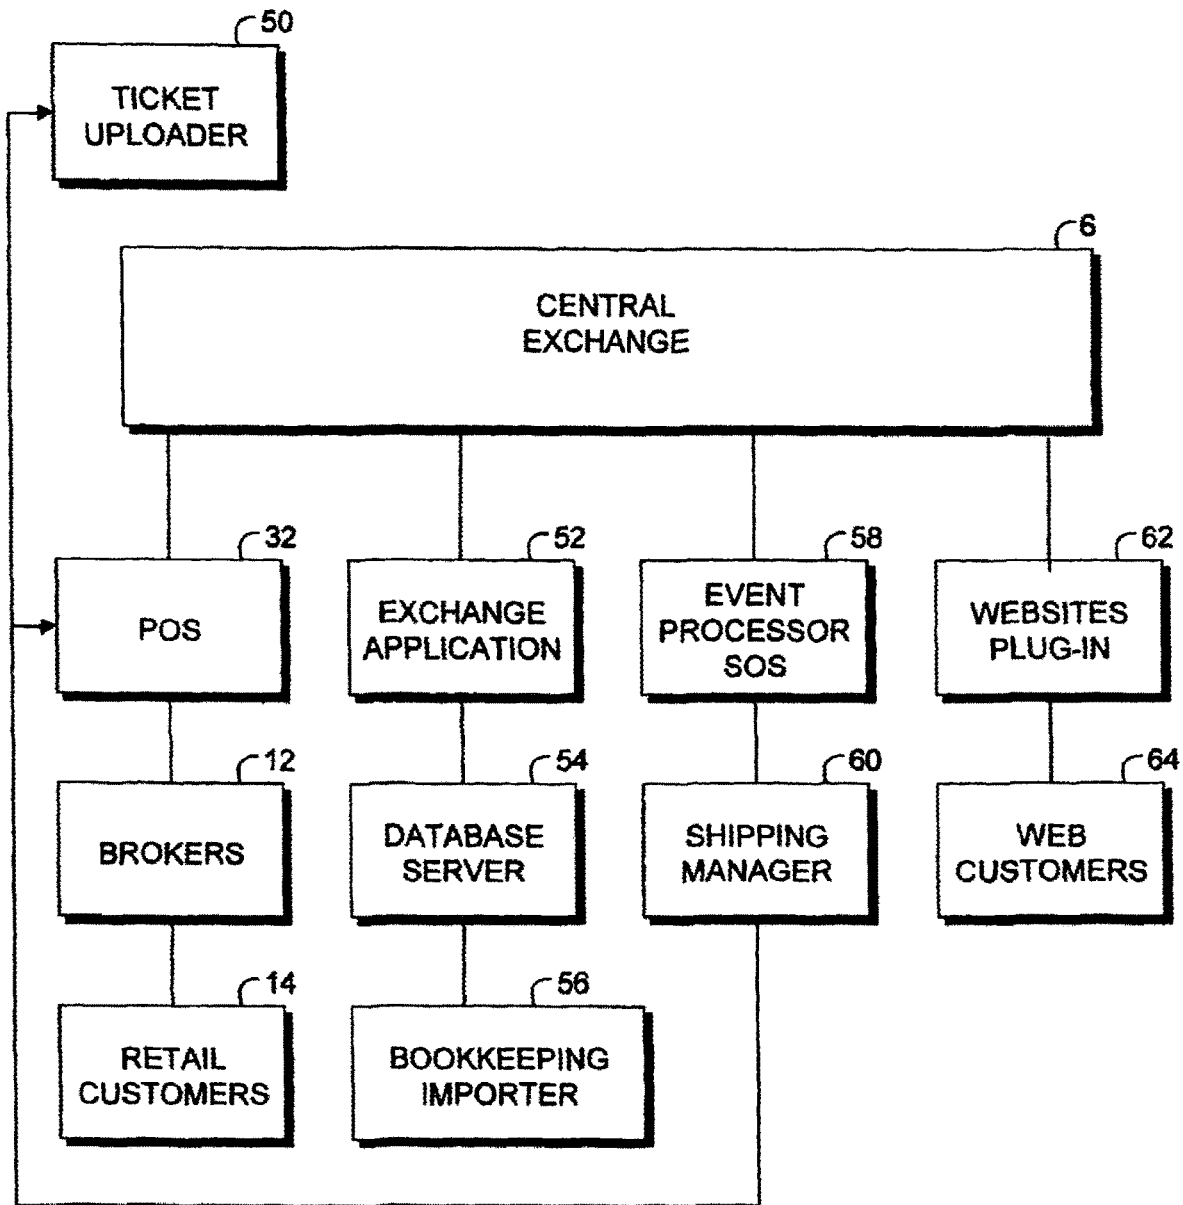 50
TICKET
UPLOADER
6
CENTRAL
EXCHANGE
32
POS
52
EXCHANGE
APPLICATION
58
EVENT
PROCESSOR
SOS
62
WEBSITES
PLUG-IN
12
BROKERS
54
DATABASE
SERVER
60
SHIPPING
MANAGER
64
WEB
CUSTOMERS
14
RETAIL
CUSTOMERS
56
BOOKKEEPING
IMPORTER